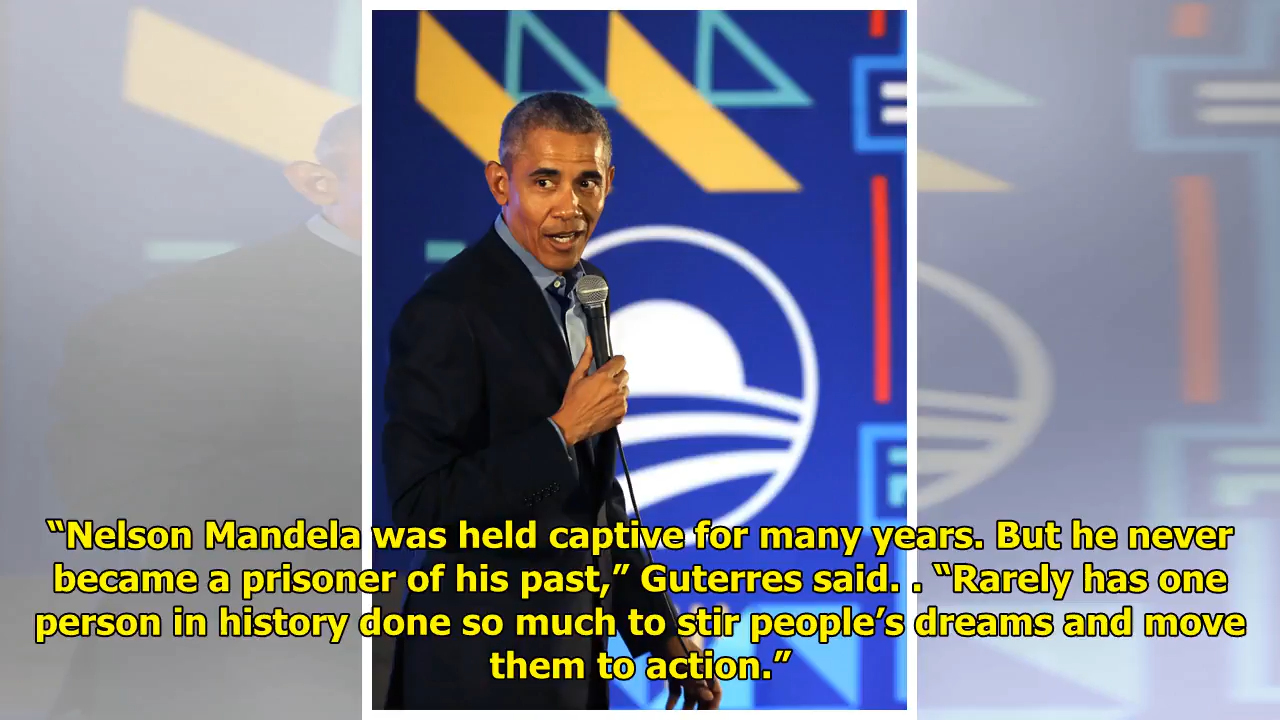 “Nelson Mandela was held captive for many years. But he never
became a prisoner of his past,” Guterres said. . “Rarely has one
person in history done so much to stir people’s dreams and move
them to action.”